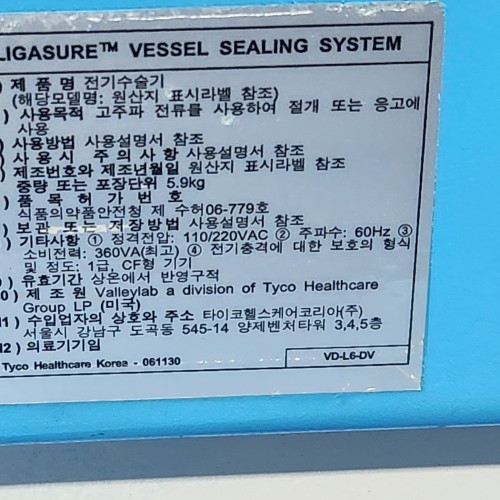 LIGASURE™ VESSEL SEALING SYSTEM
) 제 품 명 전기수술기
(해당모델명: 원산지 표시라벨 참조)
) 사용목적 고주파 전류를 사용하여 절개 또는 응고에
사용
) 사용방법 사용설명서 참조
) 사 용 시 주 의 사 항 사용설명서 참조
) 제조번호와 제조년월일 원산지 표시라벨 참조
중량 또는 포장단위 5.9kg
) 품 목 허 가 번 호
식품의약품안전청 제 수허06-779호
) 보관 또는 저장방법 사용설명서 참조
) 기타사항 ① 정격전압: 110/220VAC ② 주파수: 60Hz ③
소비전력: 360VA(최고) ④ 전기충격에 대한 보호의 형식
및 정도: 1급, CF형 기기
) 유효기간 상온에서 반영구적
0) 제 조 원 Valleylab a division of Tyco Healthcare
Group LP (미국)
11) 수입업자의 상호와 주소 타이코헬스케어코리아(주)
서울시 강남구 도곡동 545-14 양제벤처타워 3,4,5층
12) 의료기기임
Tyco Healthcare Korea - 061130
VD-L6-DV